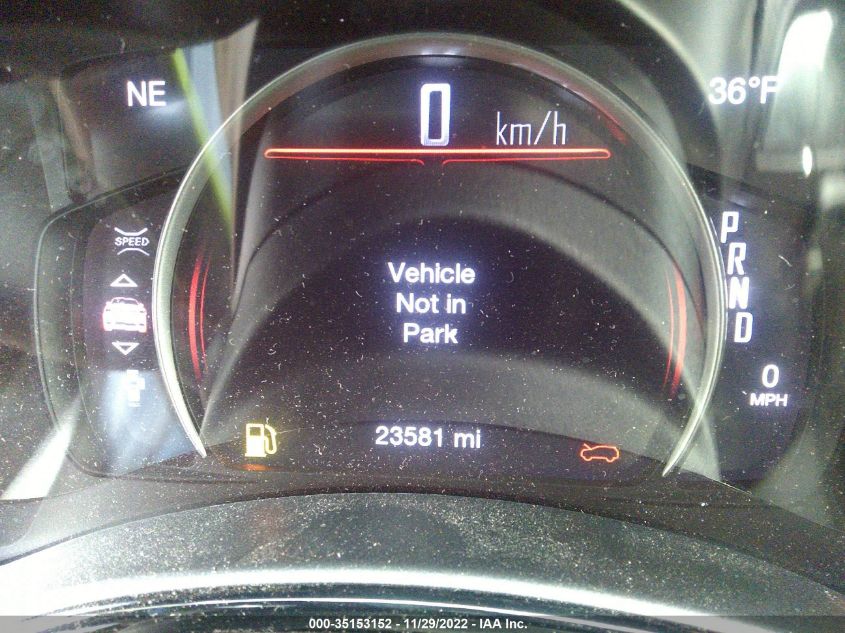 NE
36°F
0 km/h
SPEED
P
R
N
D
Vehicle
Not in
Park
0
MPH
23581 mi
000-35153152 - 11/29/2022 - IAA Inc.